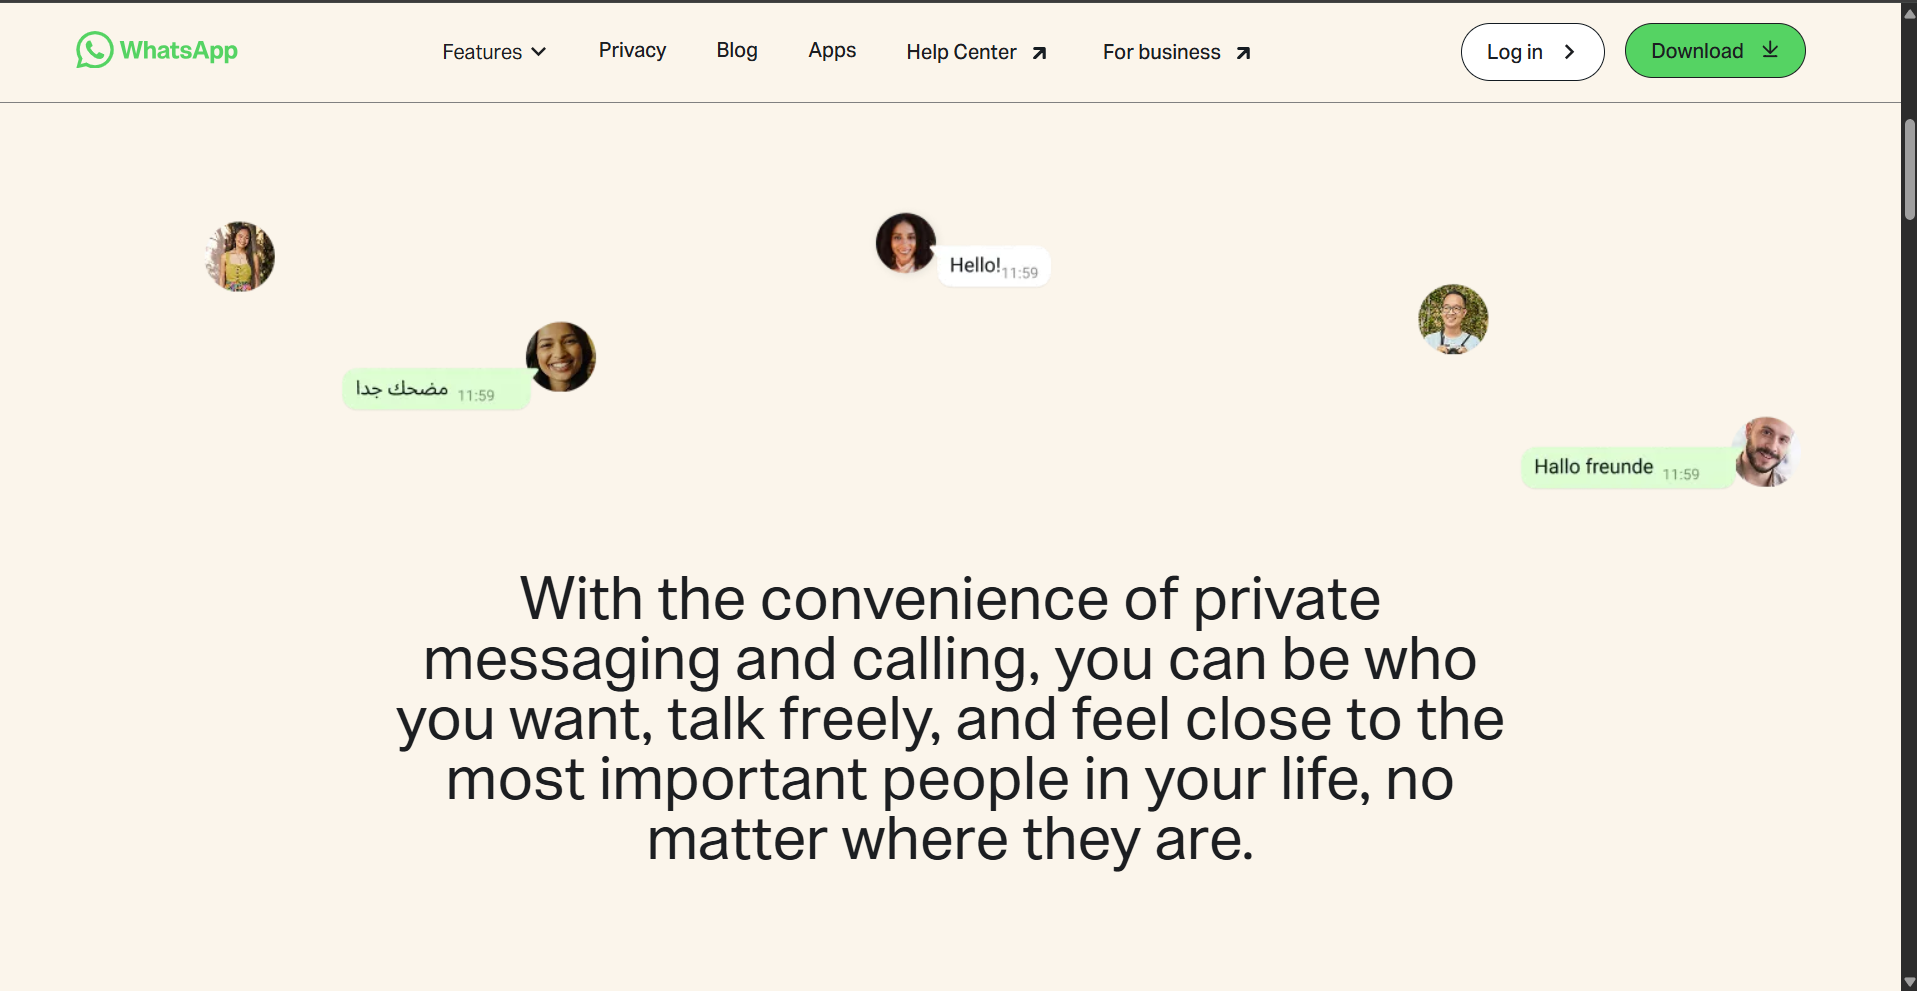 WhatsApp
Features
Privacy
Blog
Apps
Help Center
For business
Log in
Download
Hello! 11:59
مضحك جدا 11:59
Hallo freunde 11:59
With the convenience of private
messaging and calling, you can be who
you want, talk freely, and feel close to the
most important people in your life, no
matter where they are.